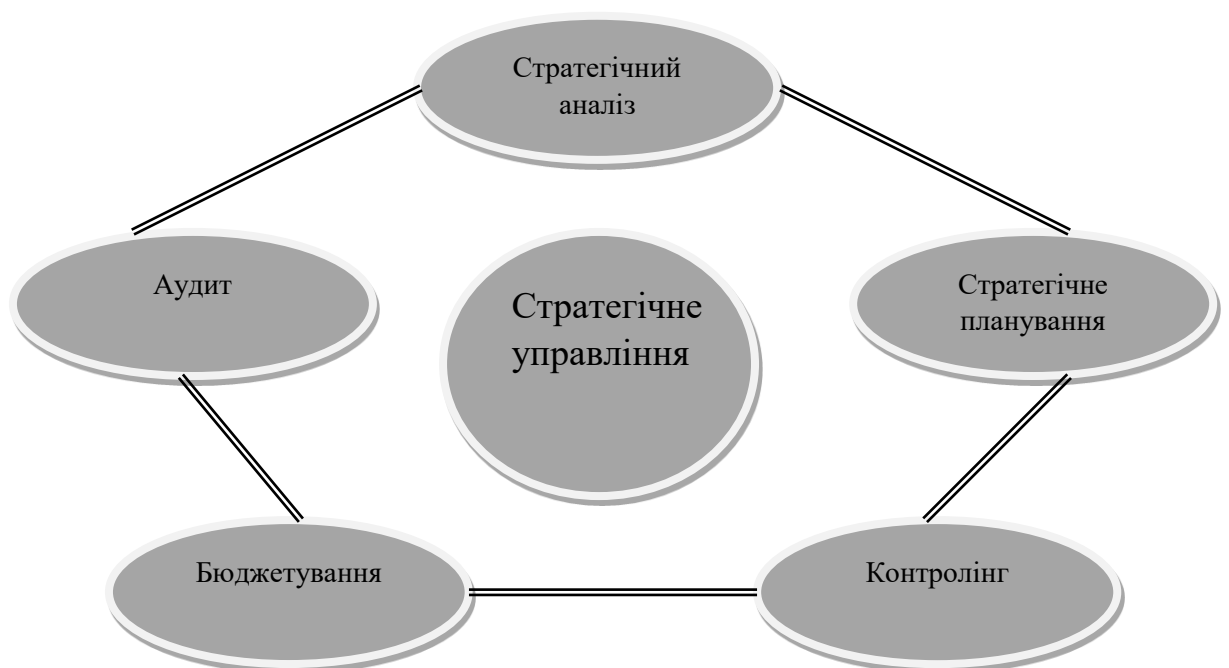 Стратегічний
аналіз
Аудит
Стратегічне
управління
Стратегічне
планування
Бюджетування
Контролінг